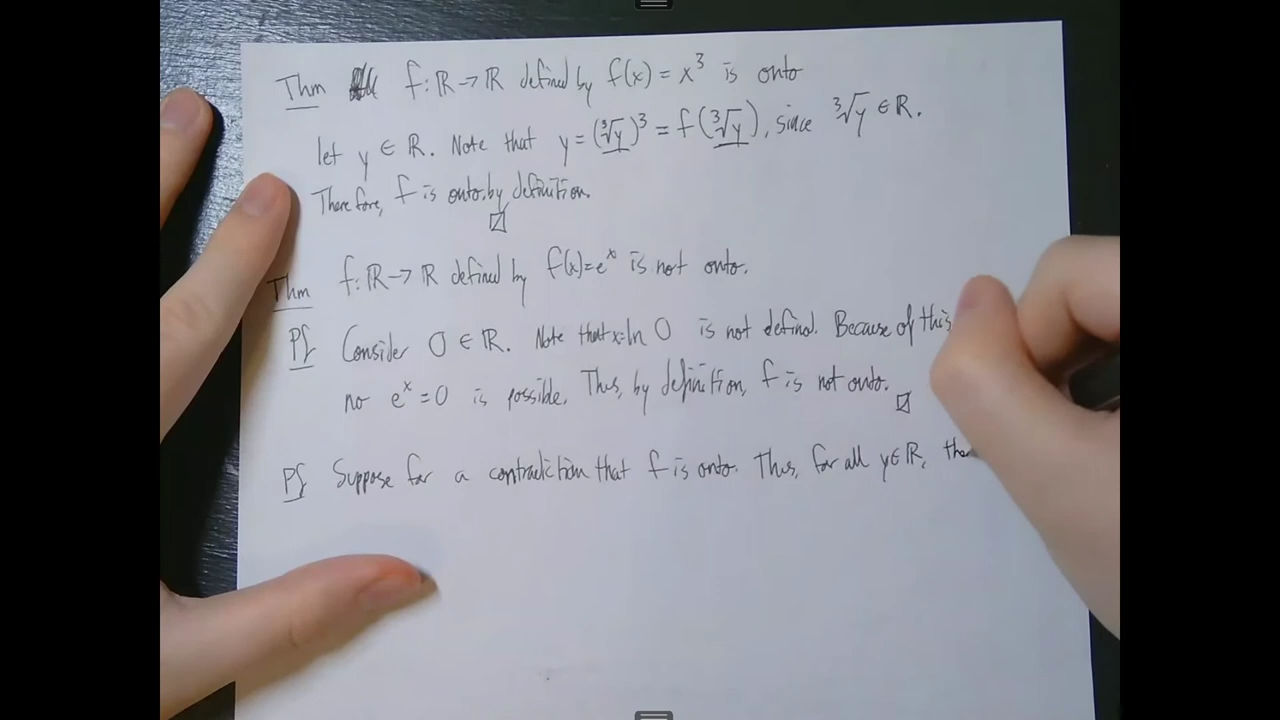 Thm f: ℝ → ℝ defined by f(x) = x³ is onto
let y ∈ ℝ. Note that y = (∛y)³ = f(∛y), since ∛y ∈ ℝ.
Therefore, f is onto by definition.
Thm f: ℝ → ℝ defined by f(x)=eˣ is not onto.
Pf Consider 0 ∈ ℝ. Note that x=ln 0 is not defined. Because of this
no eˣ = 0 is possible. Thus, by definition, f is not onto.
Pf Suppose for a contradiction that f is onto. Thus, for all y∈ℝ,